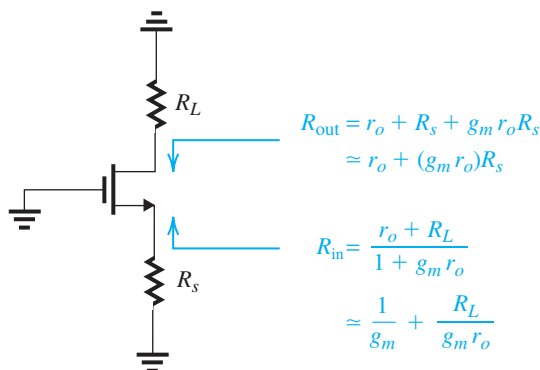 R_L
R_out = r_o + R_s + g_m r_o R_s
≃ r_o + (g_m r_o)R_s
R_in = (r_o + R_L) / (1 + g_m r_o)
R_s
≃ 1 / g_m + R_L / (g_m r_o)